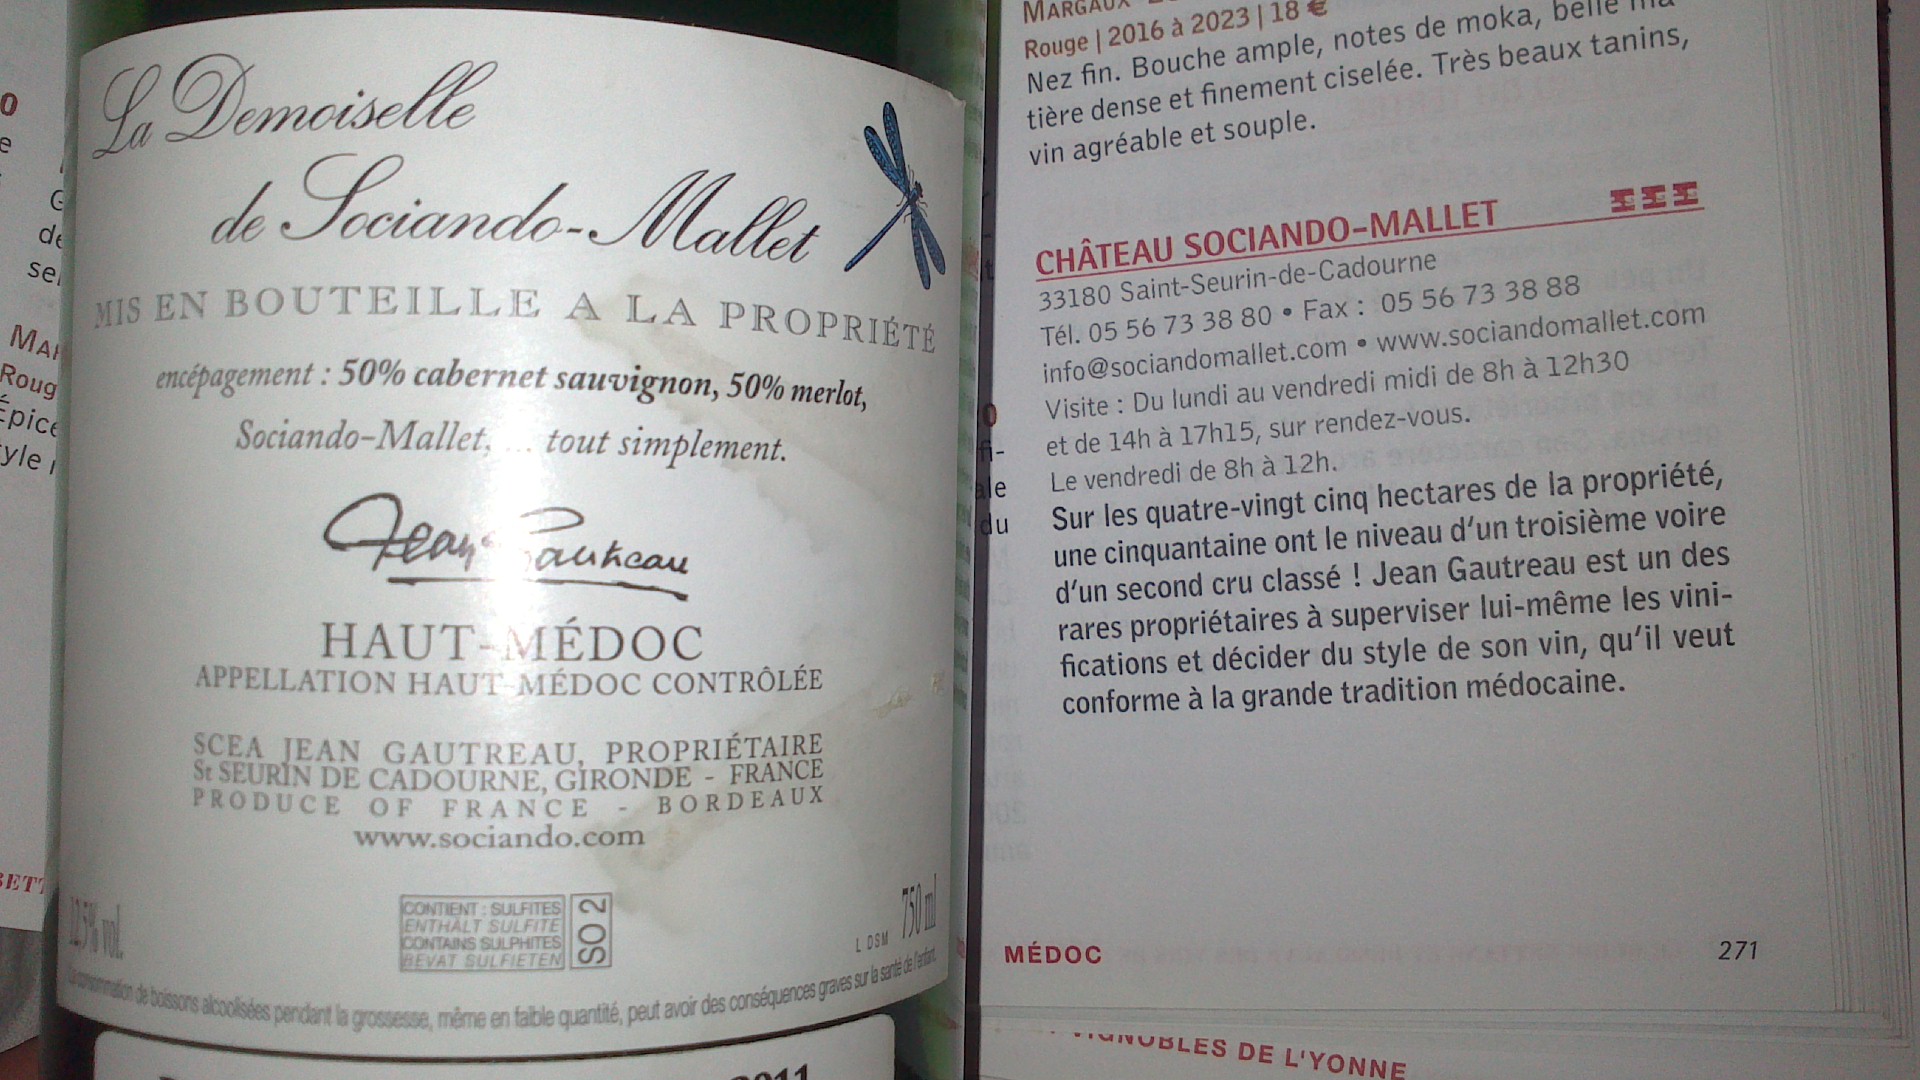 La Demoiselle
de Sociando-Mallet
MIS EN BOUTEILLE A LA PROPRIÉTÉ
encépagement : 50% cabernet sauvignon, 50% merlot,
Sociando-Mallet, ... tout simplement.
Jean Gautreau
HAUT-MÉDOC
APPELLATION HAUT-MÉDOC CONTRÔLÉE
SCEA JEAN GAUTREAU, PROPRIÉTAIRE
St SEURIN DE CADOURNE, GIRONDE - FRANCE
PRODUCE OF FRANCE - BORDEAUX
www.sociando.com
12.5% vol.
CONTIENT : SULFITES
ENTHÄLT SULFITE
CONTAINS SULPHITES
BEVAT SULFIETEN
SO2
L DSM
750 ml
consommation de boissons alcoolisées pendant la grossesse, même en faible quantité, peut avoir des conséquences graves sur la santé de l'enfant.
2011
MARGAUX
Rouge | 2016 à 2023 | 18 €
Nez fin. Bouche ample, notes de moka, belle ma-
tière dense et finement ciselée. Très beaux tanins,
vin agréable et souple.
CHÂTEAU SOCIANDO-MALLET
33180 Saint-Seurin-de-Cadourne
Tél. 05 56 73 38 80 • Fax : 05 56 73 38 88
info@sociandomallet.com • www.sociandomallet.com
Visite : Du lundi au vendredi midi de 8h à 12h30
et de 14h à 17h15, sur rendez-vous.
Le vendredi de 8h à 12h.
Sur les quatre-vingt cinq hectares de la propriété,
une cinquantaine ont le niveau d'un troisième voire
d'un second cru classé ! Jean Gautreau est un des
rares propriétaires à superviser lui-même les vini-
fications et décider du style de son vin, qu'il veut
conforme à la grande tradition médocaine.
MÉDOC
271
VIGNOBLES DE L'YONNE